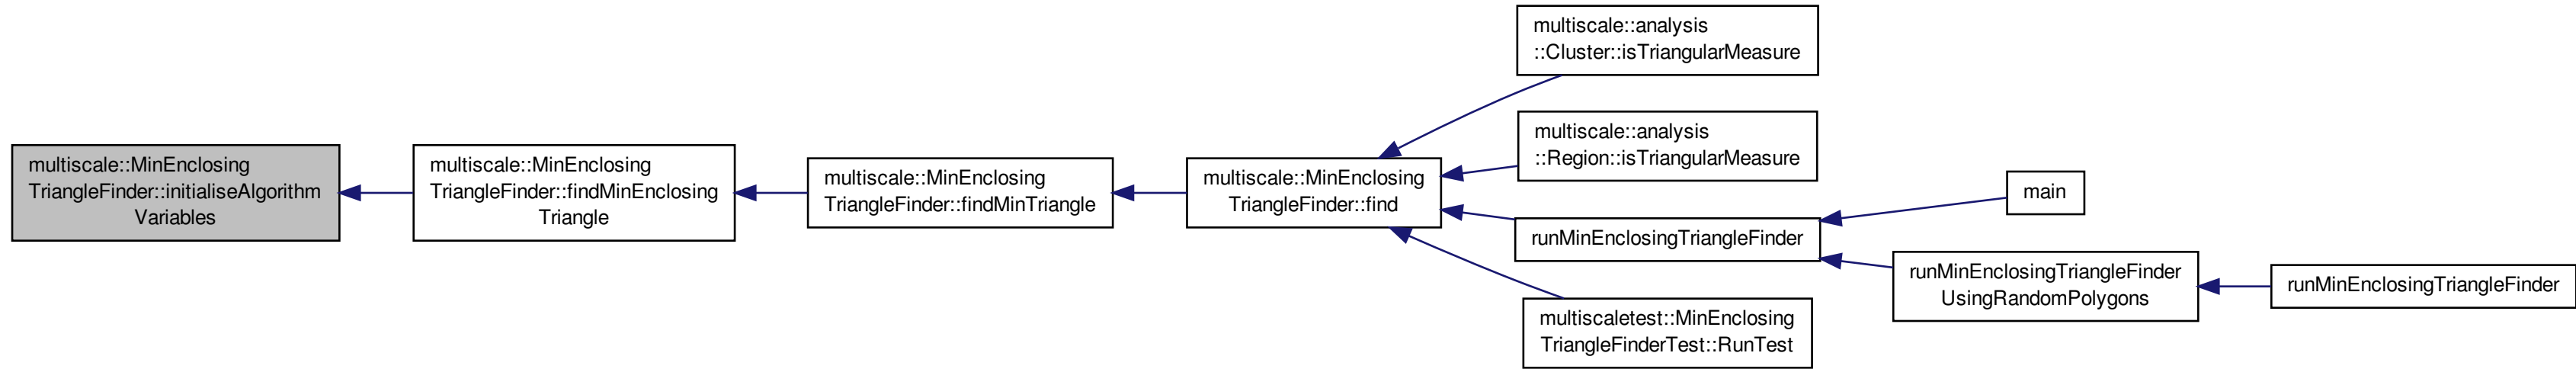 multiscale::MinEnclosing
TriangleFinder::initialiseAlgorithm
Variables
multiscale::MinEnclosing
TriangleFinder::findMinEnclosing
Triangle
multiscale::MinEnclosing
TriangleFinder::findMinTriangle
multiscale::MinEnclosing
TriangleFinder::find
multiscale::analysis
::Cluster::isTriangularMeasure
multiscale::analysis
::Region::isTriangularMeasure
runMinEnclosingTriangleFinder
multiscaletest::MinEnclosing
TriangleFinderTest::RunTest
main
runMinEnclosingTriangleFinder
UsingRandomPolygons
runMinEnclosingTriangleFinder